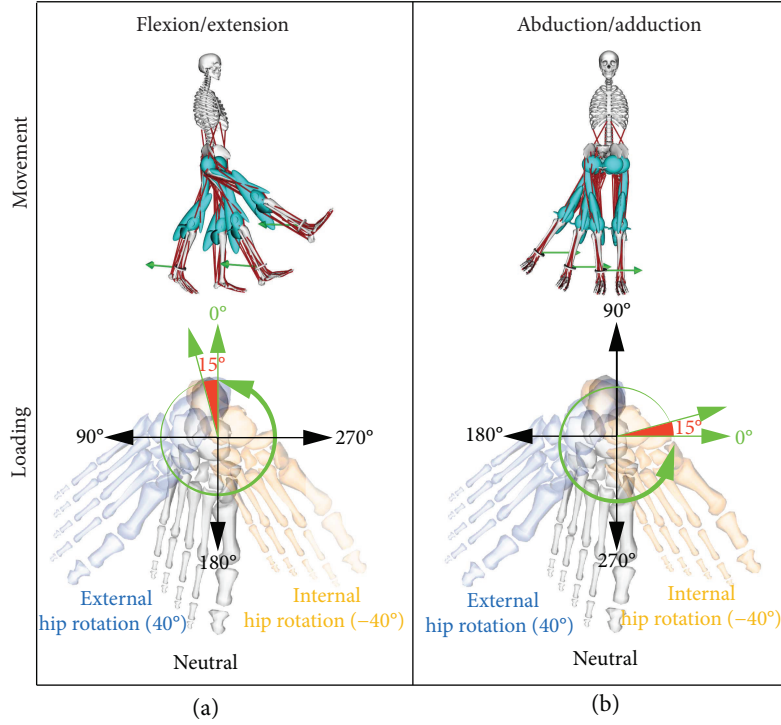 Flexion/extension
Abduction/adduction
Movement
Loading
0°
15°
90°
270°
180°
External
hip rotation (40°)
Internal
hip rotation (−40°)
Neutral
90°
180°
15°
0°
270°
External
hip rotation (40°)
Internal
hip rotation (−40°)
Neutral
(a)
(b)